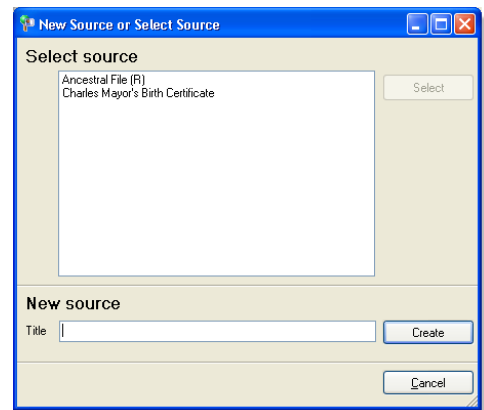 New Source or Select Source
Select source
Ancestral File (R)
Charles Mayor's Birth Certificate
Select
New source
Title
Create
Cancel